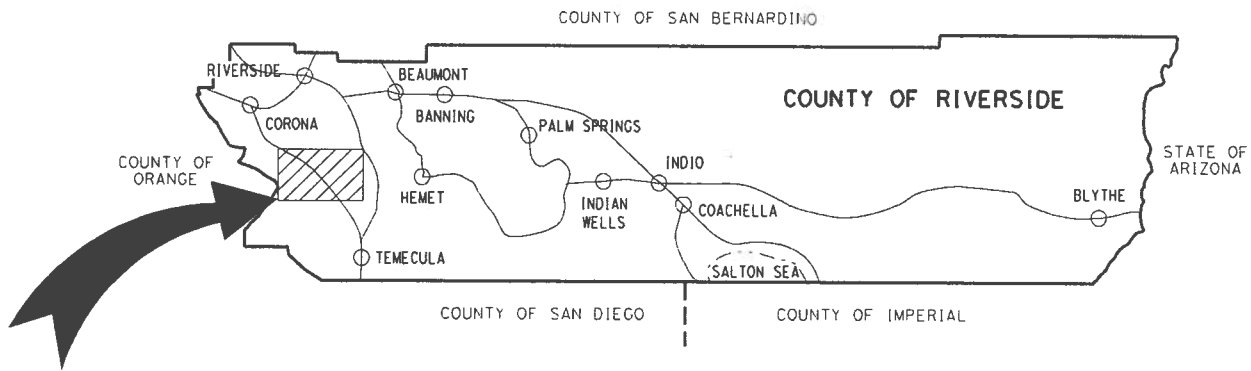 COUNTY OF SAN BERNARDINO
RIVERSIDE
BEAUMONT
COUNTY OF RIVERSIDE
CORONA
BANNING
PALM SPRINGS
COUNTY OF
ORANGE
INDIO
STATE OF
ARIZONA
HEMET
INDIAN
WELLS
COACHELLA
BLYTHE
TEMECULA
SALTON SEA
COUNTY OF SAN DIEGO
COUNTY OF IMPERIAL